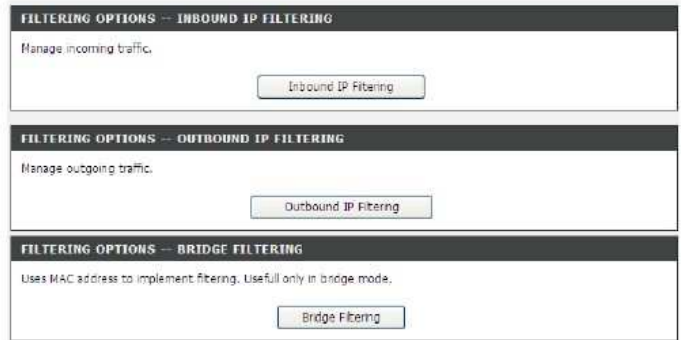 FILTERING OPTIONS -- INBOUND IP FILTERING
Manage incoming traffic.
Inbound IP Filtering
FILTERING OPTIONS -- OUTBOUND IP FILTERING
Manage outgoing traffic.
Outbound IP Filtering
FILTERING OPTIONS -- BRIDGE FILTERING
Uses MAC address to implement filtering. Usefull only in bridge mode.
Bridge Filtering